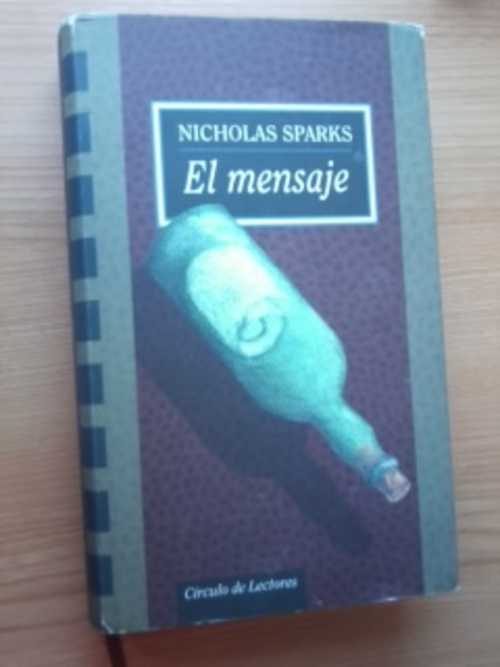 NICHOLAS SPARKS
El mensaje
Círculo de Lectores